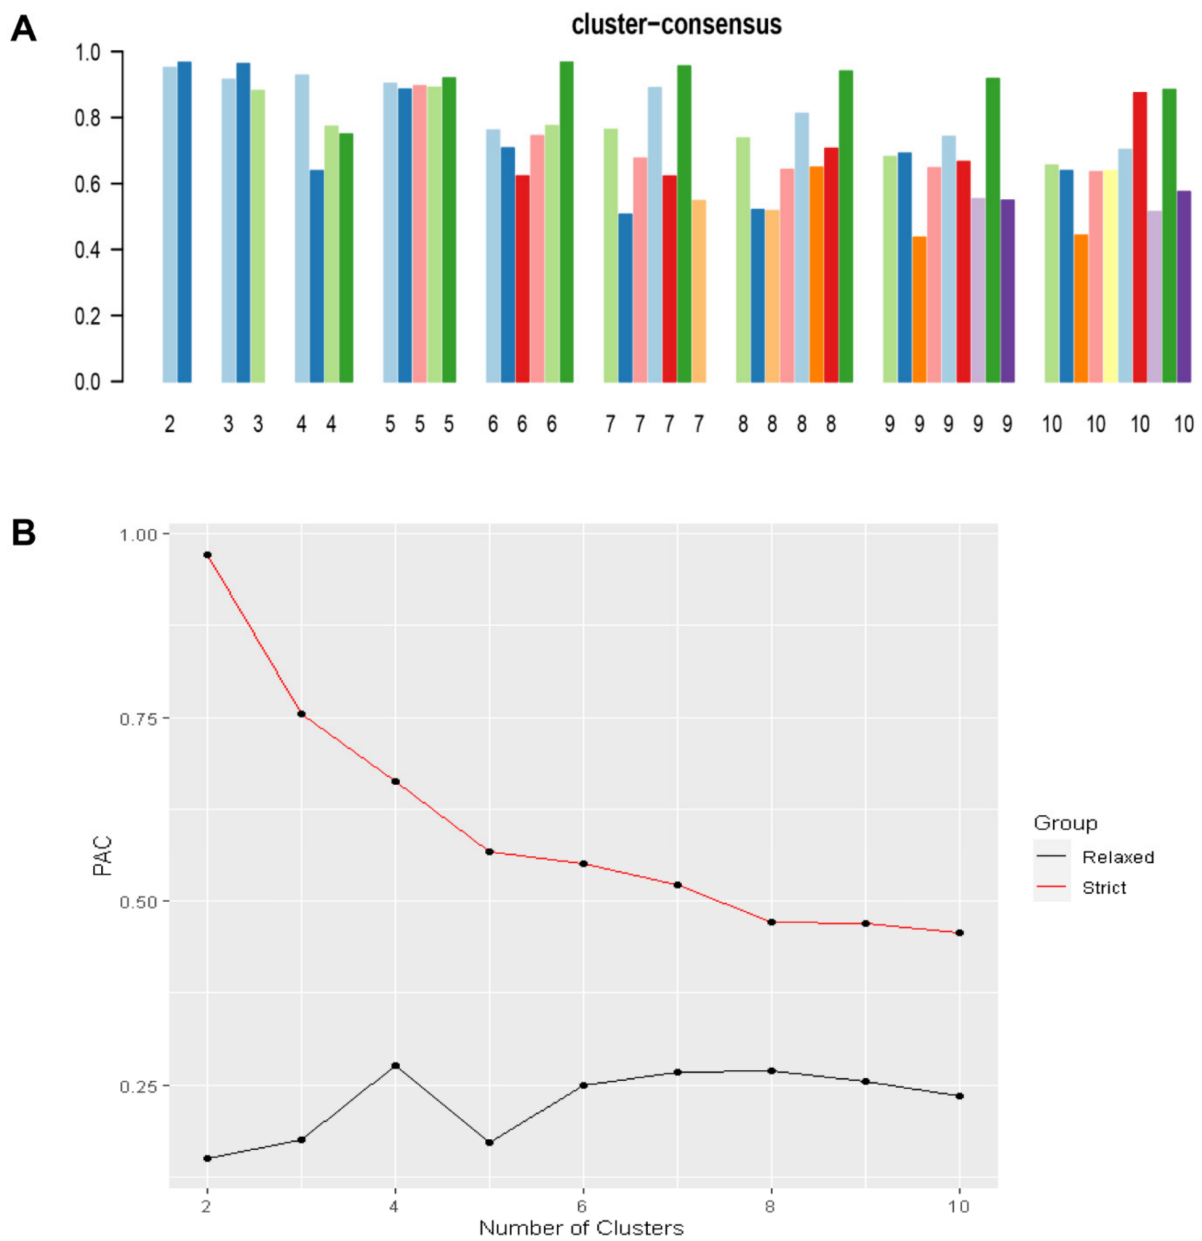 A
cluster-consensus
1.0
0.8
0.6
0.4
0.2
0.0
2 3 3 4 4 5 5 5 6 6 6 7 7 7 7 8 8 8 8 9 9 9 9 9 10 10 10 10
B
1.00
0.75
0.50
0.25
PAC
2 4 6 8 10
Number of Clusters
Group
Relaxed
Strict